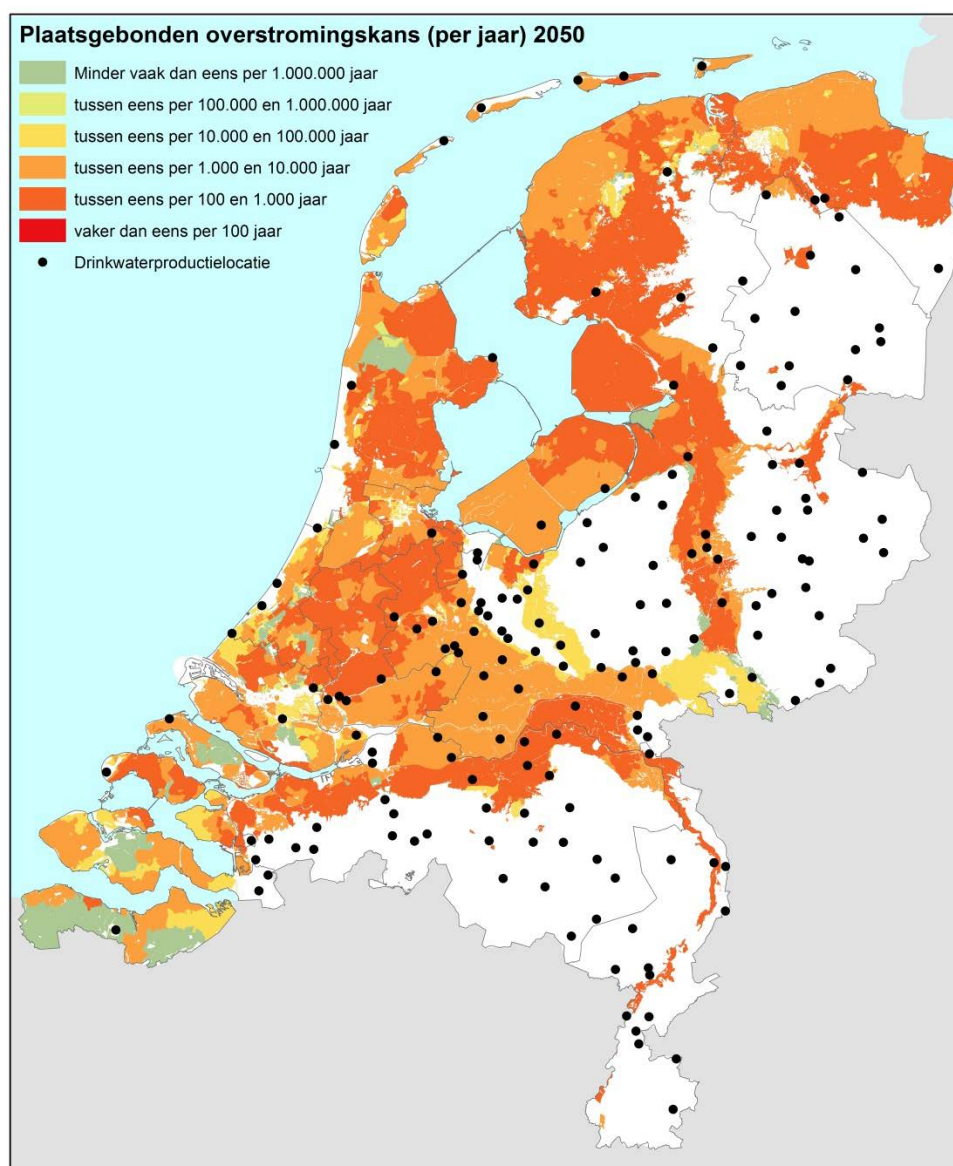 Plaatsgebonden overstromingskans (per jaar) 2050
Minder vaak dan eens per 1.000.000 jaar
tussen eens per 100.000 en 1.000.000 jaar
tussen eens per 10.000 en 100.000 jaar
tussen eens per 1.000 en 10.000 jaar
tussen eens per 100 en 1.000 jaar
vaker dan eens per 100 jaar
Drinkwaterproductielocatie